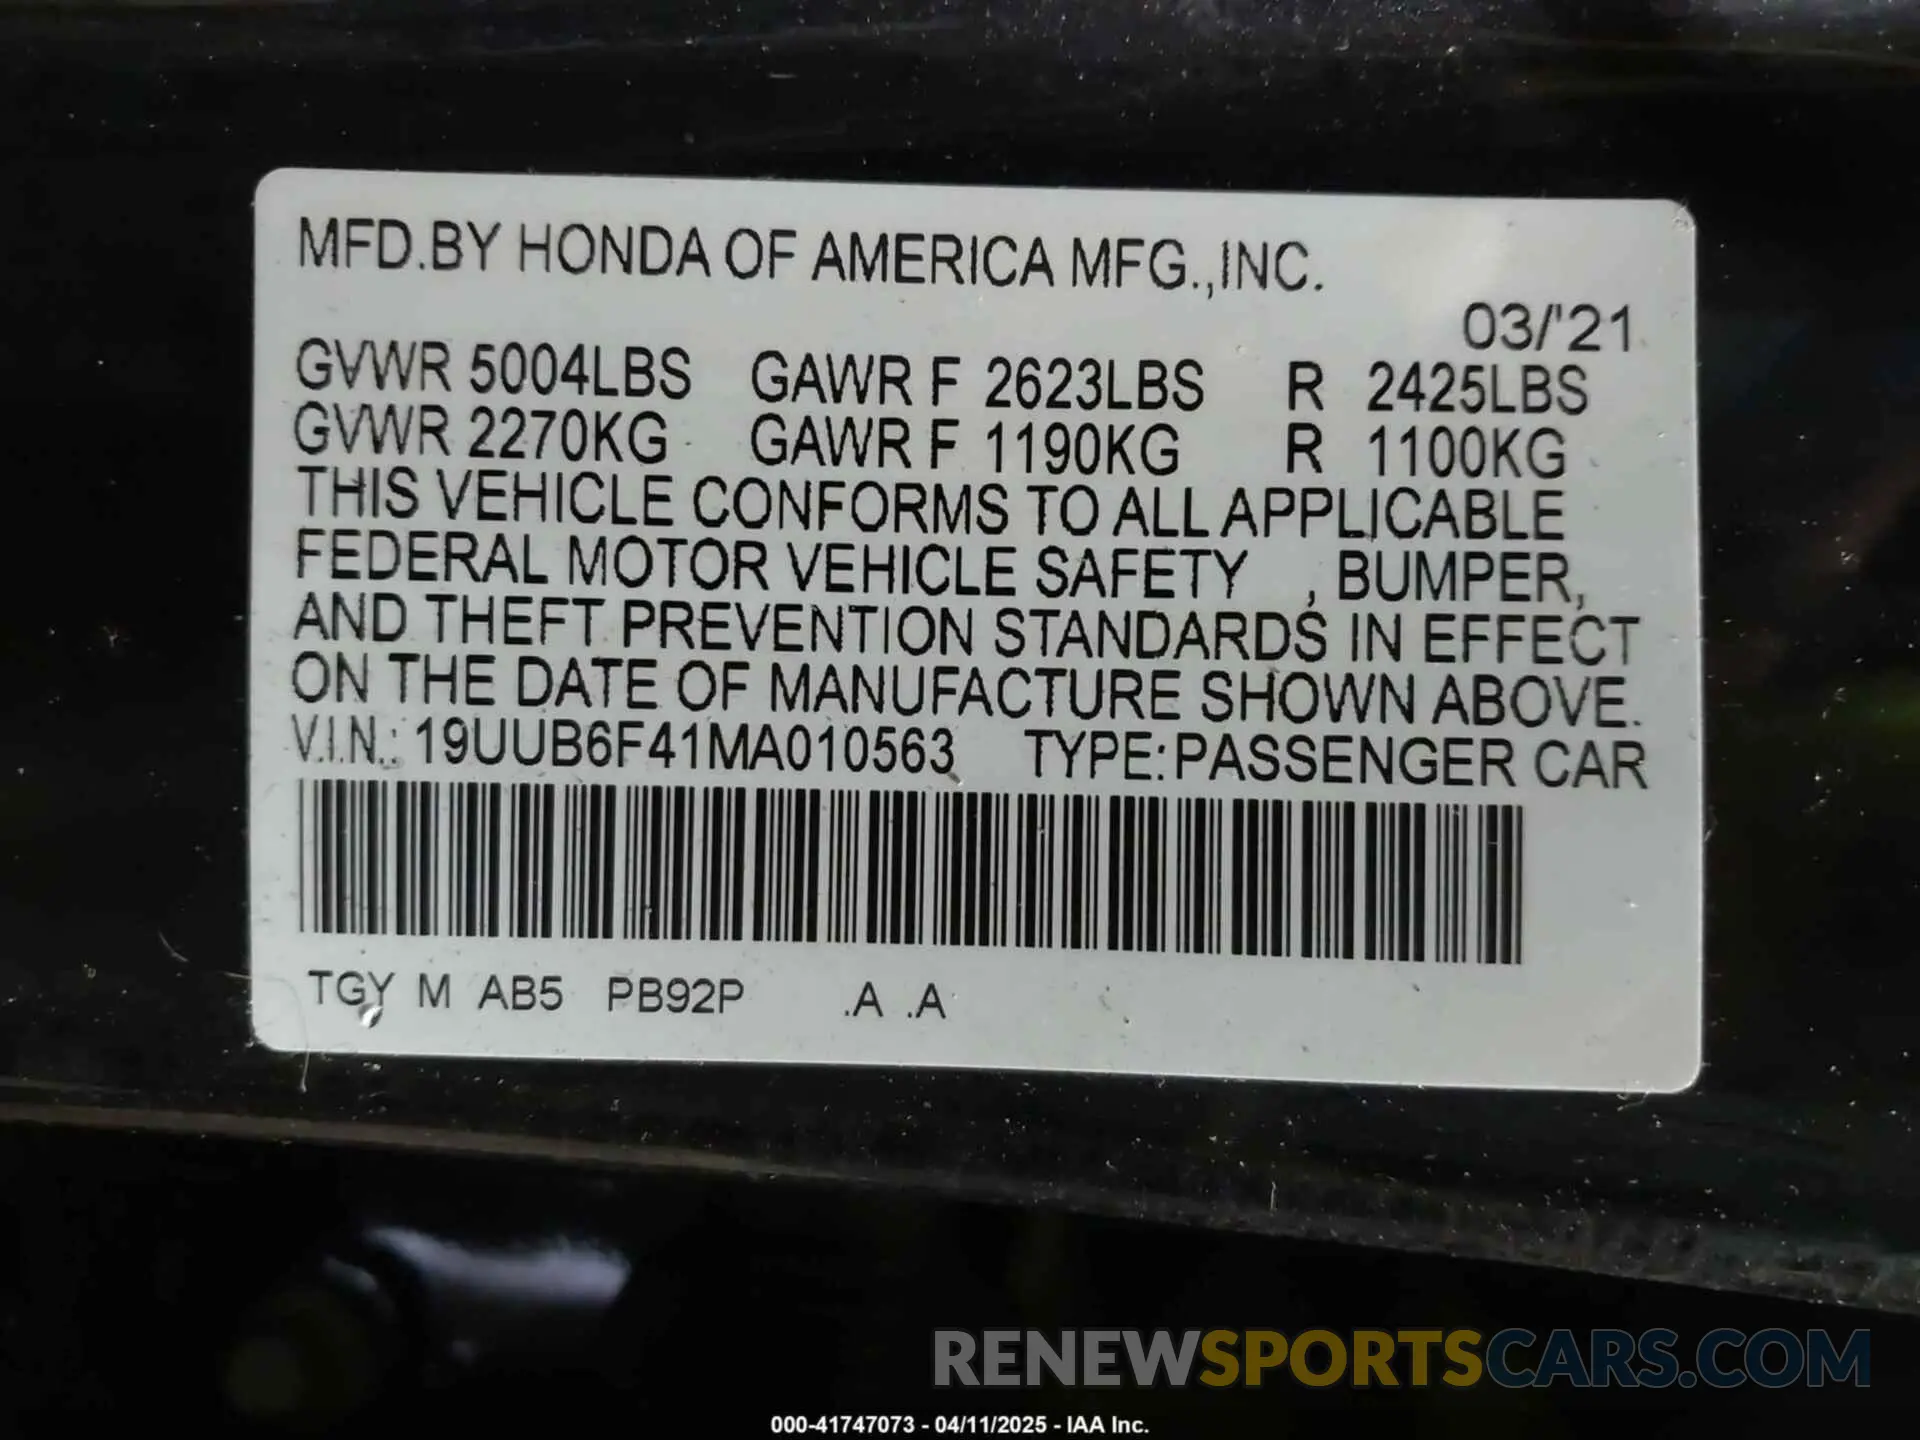 MFD.BY HONDA OF AMERICA MFG.,INC.
03/'21
GVWR 5004LBS GAWR F 2623LBS R 2425LBS
GVWR 2270KG GAWR F 1190KG R 1100KG
THIS VEHICLE CONFORMS TO ALL APPLICABLE
FEDERAL MOTOR VEHICLE SAFETY , BUMPER,
AND THEFT PREVENTION STANDARDS IN EFFECT
ON THE DATE OF MANUFACTURE SHOWN ABOVE.
V.I.N.: 19UUB6F41MA010563 TYPE:PASSENGER CAR
TGY M AB5 PB92P .A .A
RENEWSPORTSCARS.COM
000-41747073 - 04/11/2025 - IAA Inc.